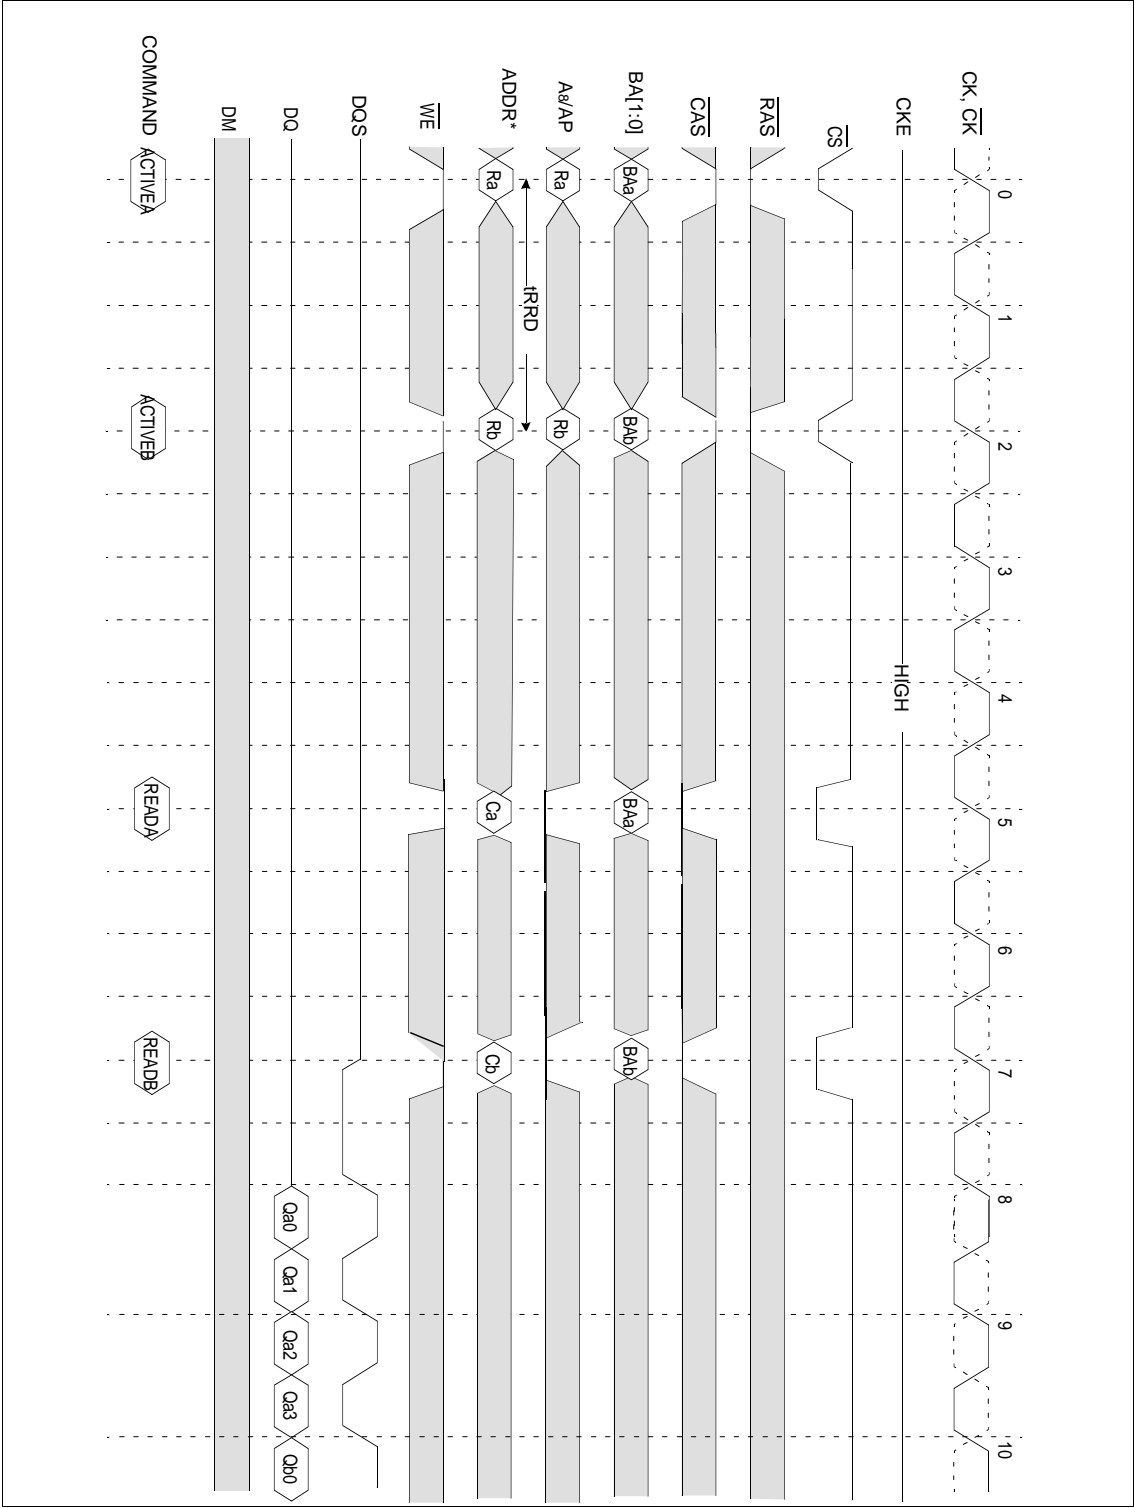 0 1 2 3 4 5 6 7 8 9 10
CK, CK
CKE HIGH
CS
RAS
CAS
BA[1:0] BAa BAb BAa BAb
A8/AP Ra Rb
tRRD
ADDR* Ra Rb Ca Cb
WE
DQS
DQ Qa0 Qa1 Qa2 Qa3 Qb0
DM
COMMAND ACTIVEA ACTIVEB READA READB